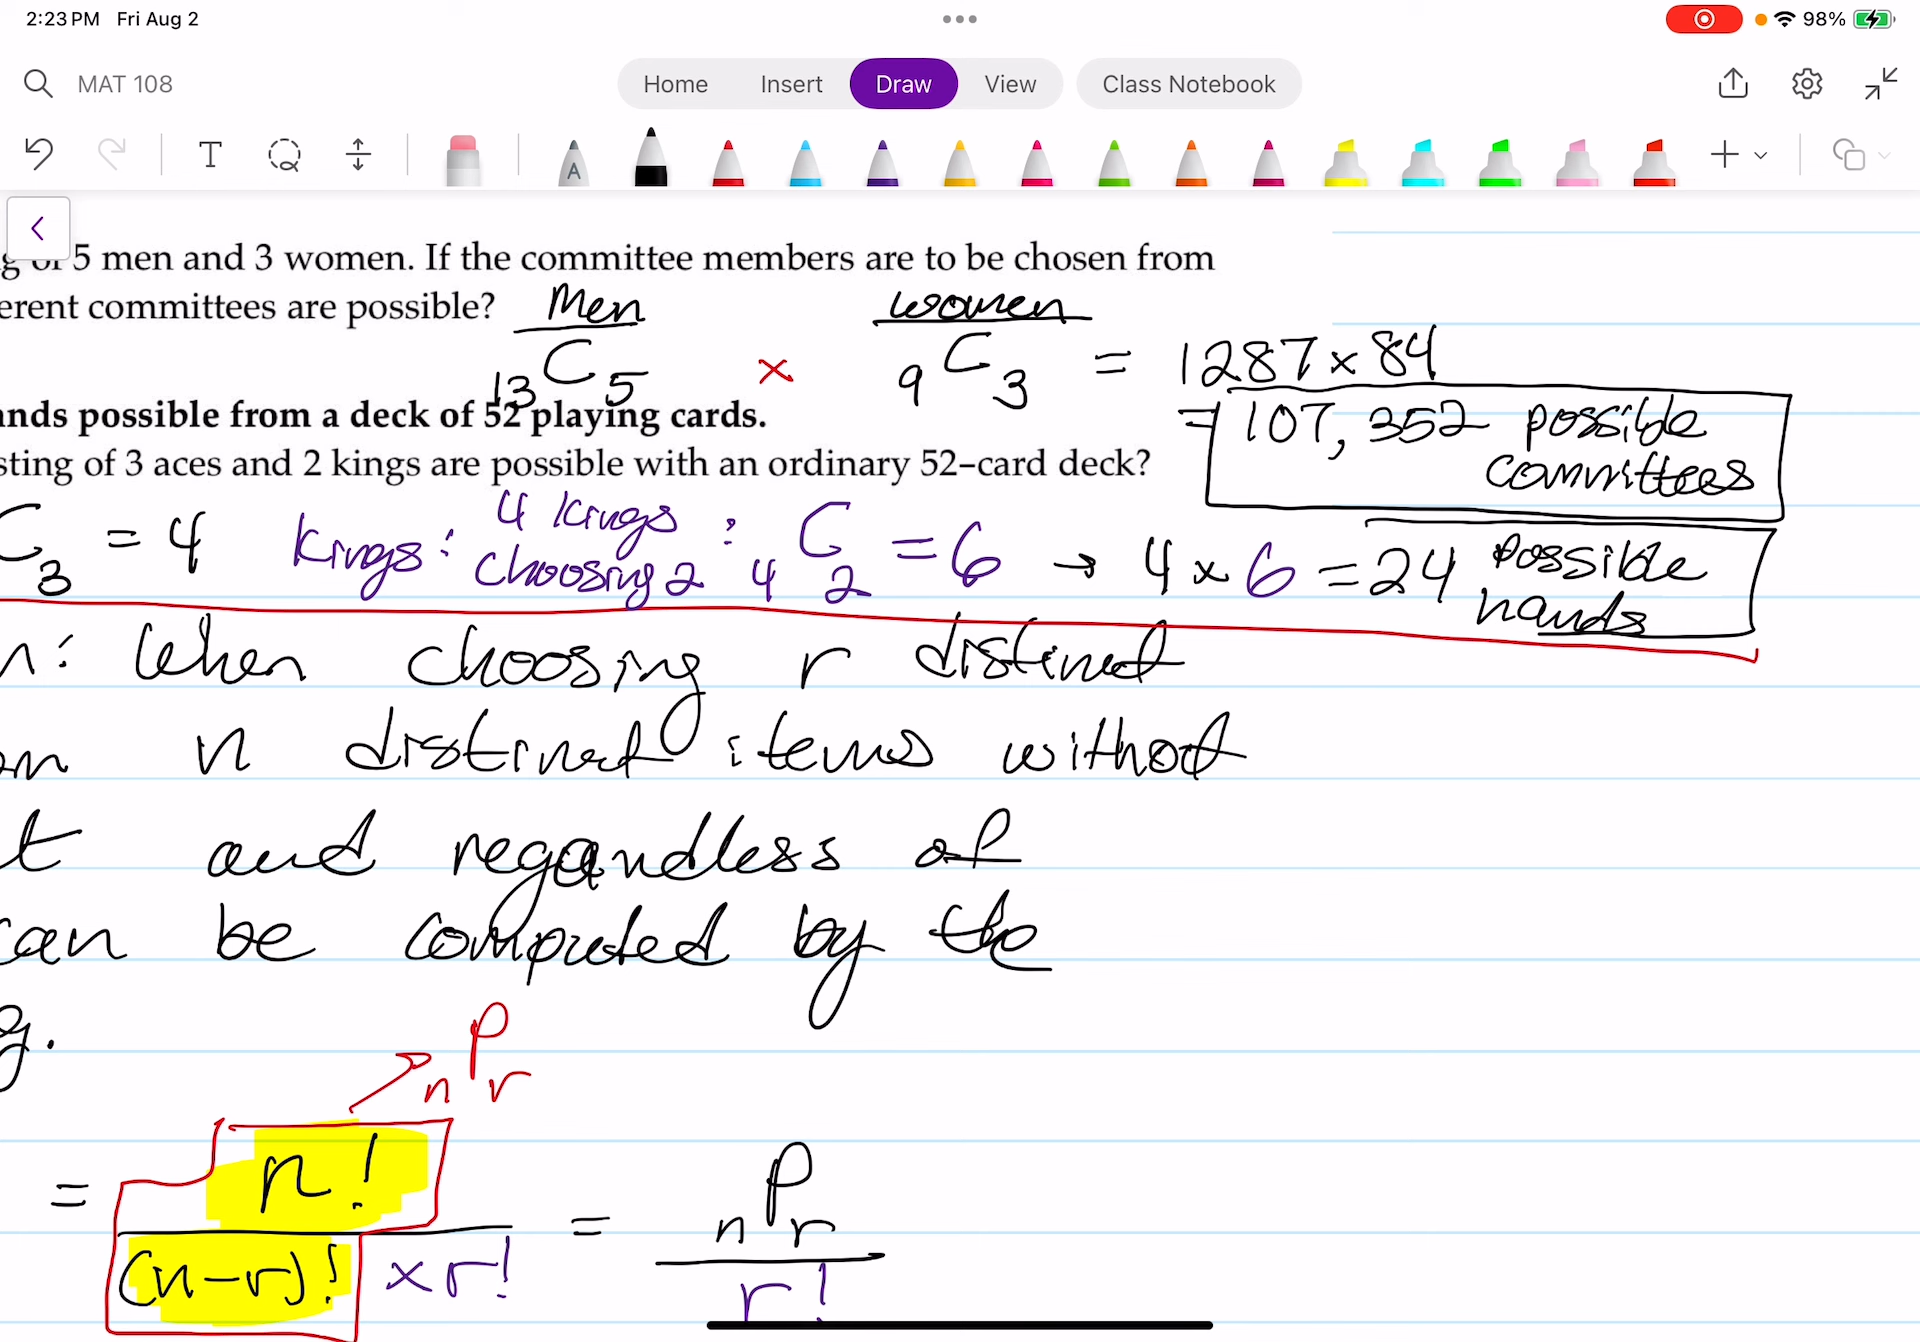 2:23 PM Fri Aug 2 98%
MAT 108 Home Insert Draw View Class Notebook
T A
g of 5 men and 3 women. If the committee members are to be chosen from
erent committees are possible? Men women
13C5 × 9C3 = 1287 × 84
ands possible from a deck of 52 playing cards. = 107,352 possible committees
sting of 3 aces and 2 kings are possible with an ordinary 52-card deck?
C3 = 4 kings: 4 kings choosing 2 : 4C2 = 6 → 4 × 6 = 24 possible hands
n: When choosing r distinct
om n distinct items without
t and regardless of
can be computed by the
g.
nPr
= n! / (n-r)! × r! = nPr / r!